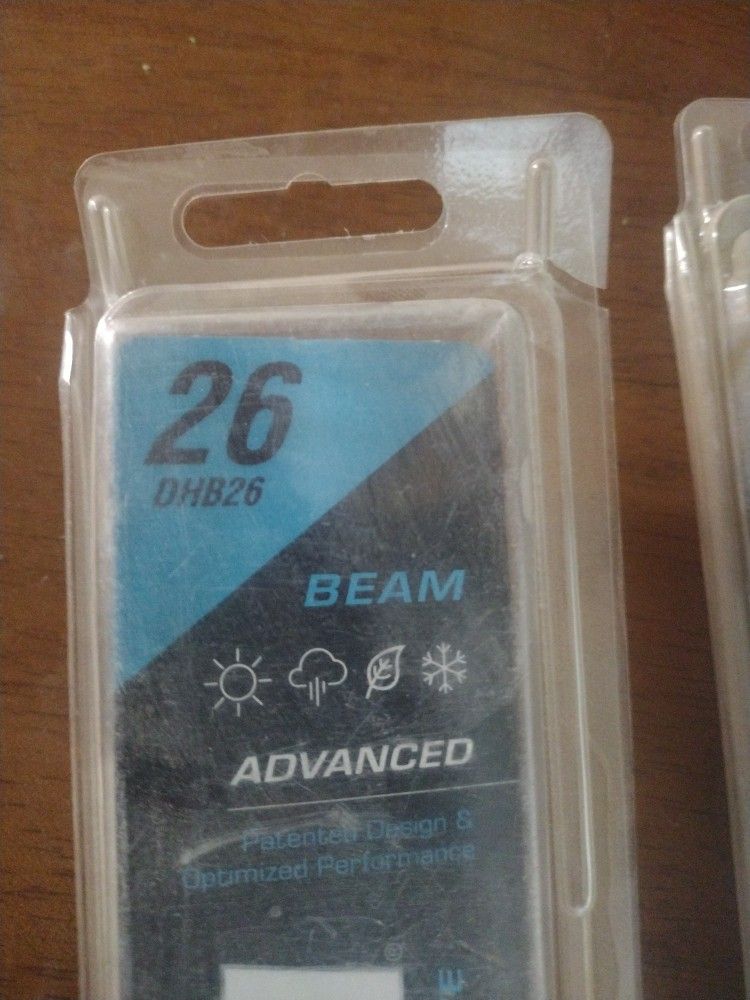 26
DHB26
BEAM
ADVANCED
Patented Design &
Optimized Performance